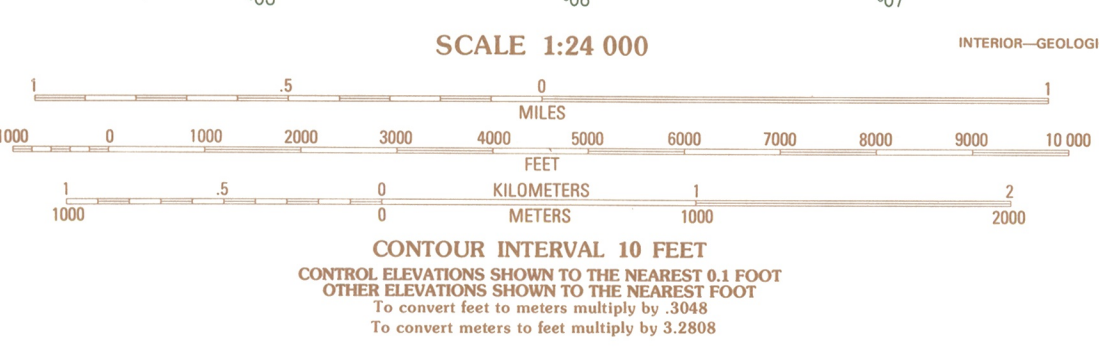 SCALE 1:24 000
INTERIOR—GEOLOGI
1 .5 0 1
MILES
1000 0 1000 2000 3000 4000 5000 6000 7000 8000 9000 10 000
FEET
1 .5 0 KILOMETERS 1 2
1000 0 METERS 1000 2000
CONTOUR INTERVAL 10 FEET
CONTROL ELEVATIONS SHOWN TO THE NEAREST 0.1 FOOT
OTHER ELEVATIONS SHOWN TO THE NEAREST FOOT
To convert feet to meters multiply by .3048
To convert meters to feet multiply by 3.2808